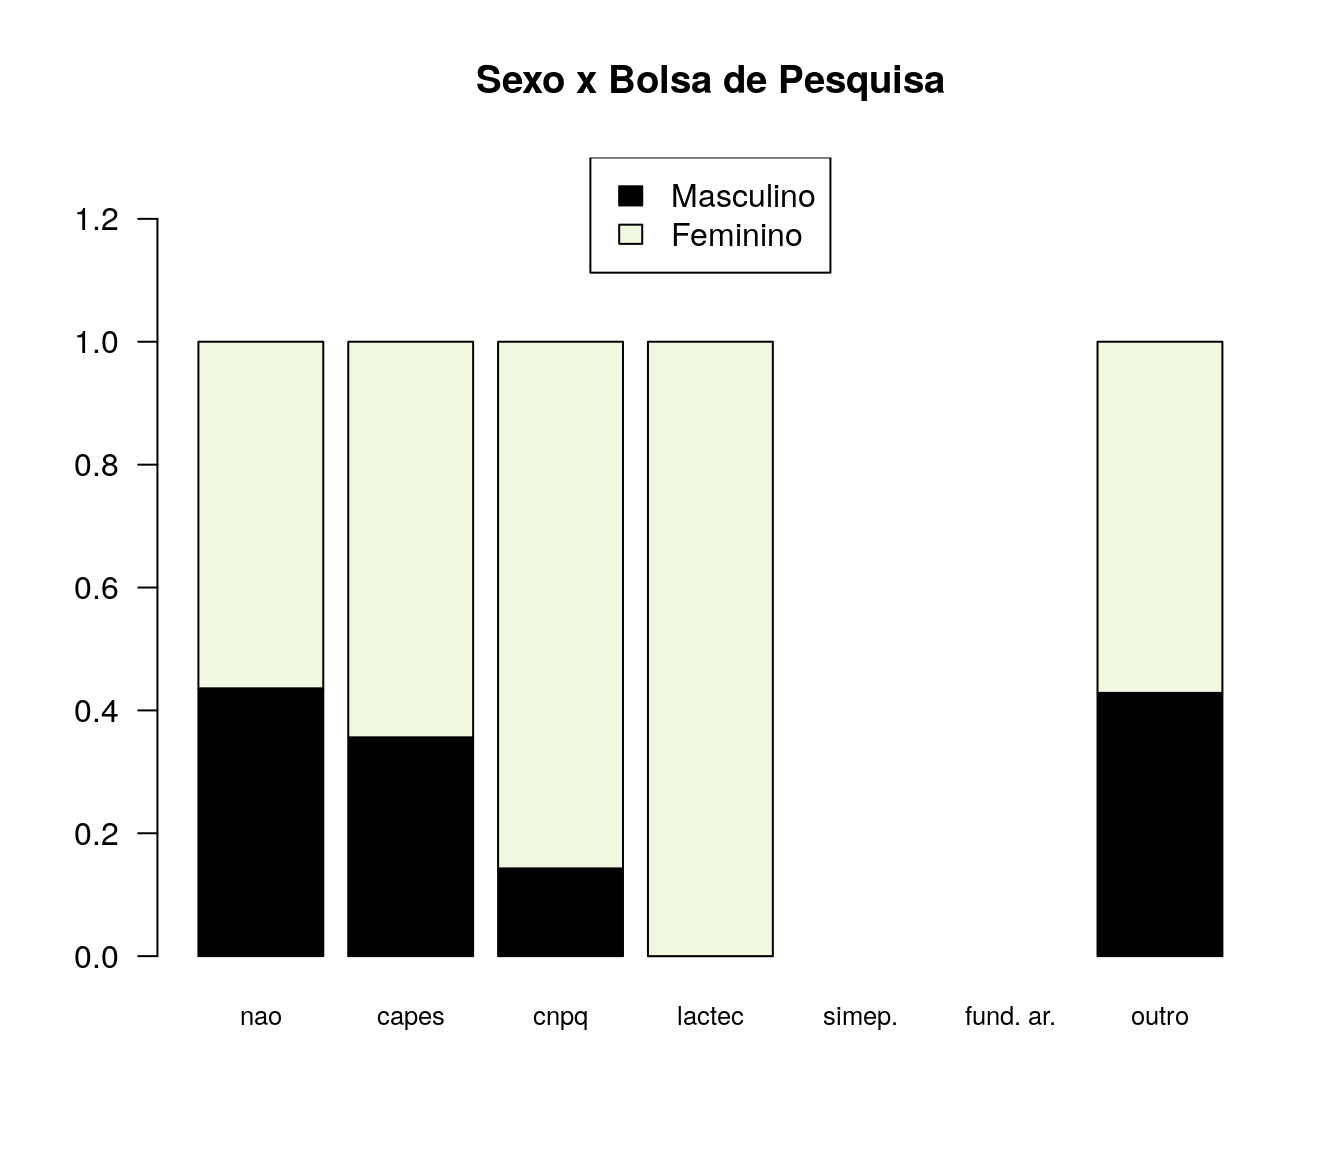 Sexo x Bolsa de Pesquisa
Masculino
Feminino
1.2
1.0
0.8
0.6
0.4
0.2
0.0
nao capes cnpq lactec simep. fund. ar. outro